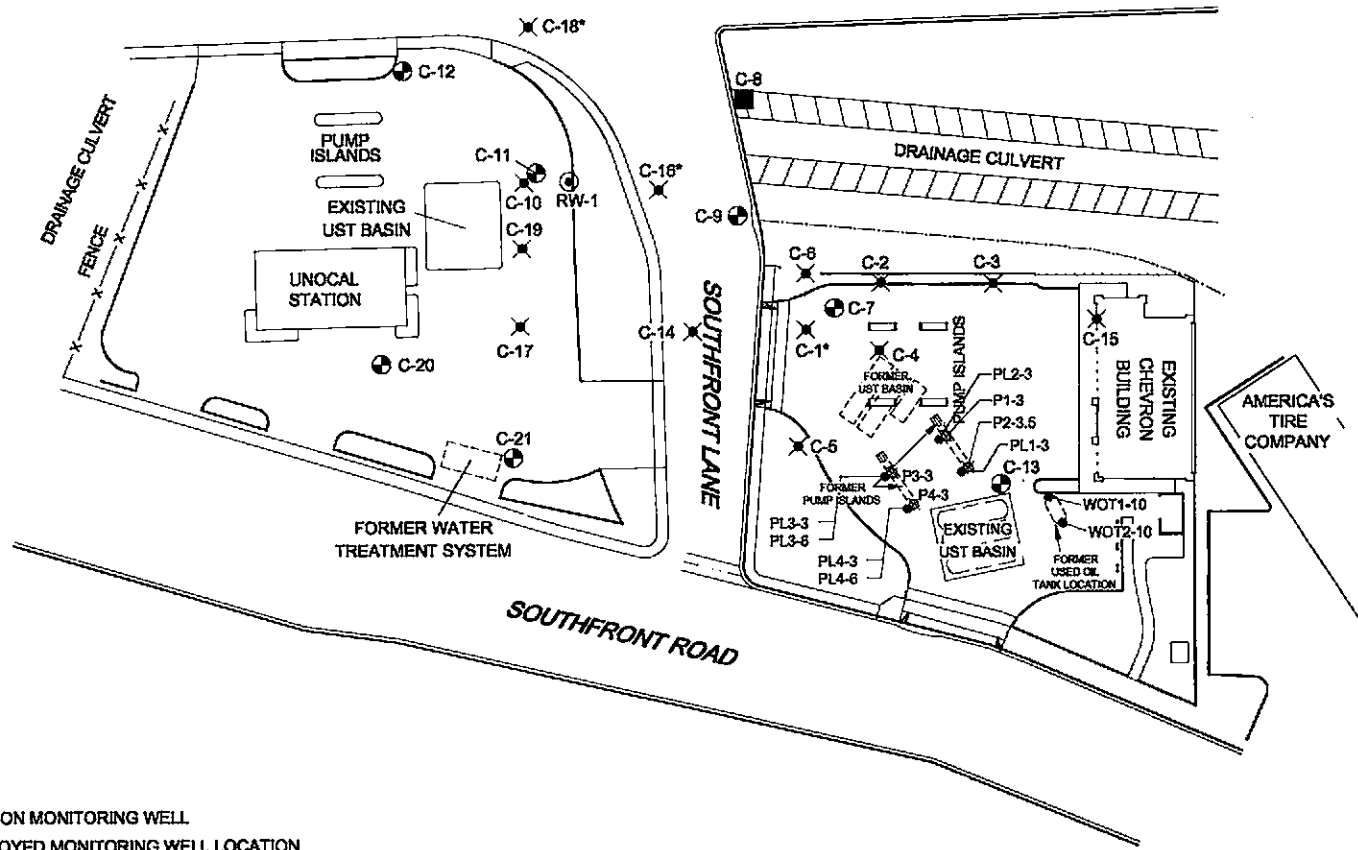 C-18*
C-12
C-8
DRAINAGE CULVERT
FENCE
PUMP
ISLANDS
C-11
C-10
RW-1
C-16*
DRAINAGE CULVERT
EXISTING
UST BASIN
C-19
C-9
UNOCAL
STATION
C-17
C-14
C-20
C-21
FORMER WATER
TREATMENT SYSTEM
SOUTHFRONT LANE
SOUTHFRONT ROAD
C-6
C-2
C-3
C-7
C-1*
C-4
C-15
PUMP ISLANDS
FORMER
UST BASIN
PL2-3
P1-3
P2-3.5
PL1-3
C-5
C-13
P3-3
FORMER
PUMP ISLANDS
P4-3
PL3-3
PL3-6
PL4-3
PL4-6
EXISTING
UST BASIN
WOT1-10
WOT2-10
FORMER
USED OIL
TANK LOCATION
EXISTING
CHEVRON
BUILDING
AMERICA'S
TIRE
COMPANY
ON MONITORING WELL
OYED MONITORING WELL LOCATION